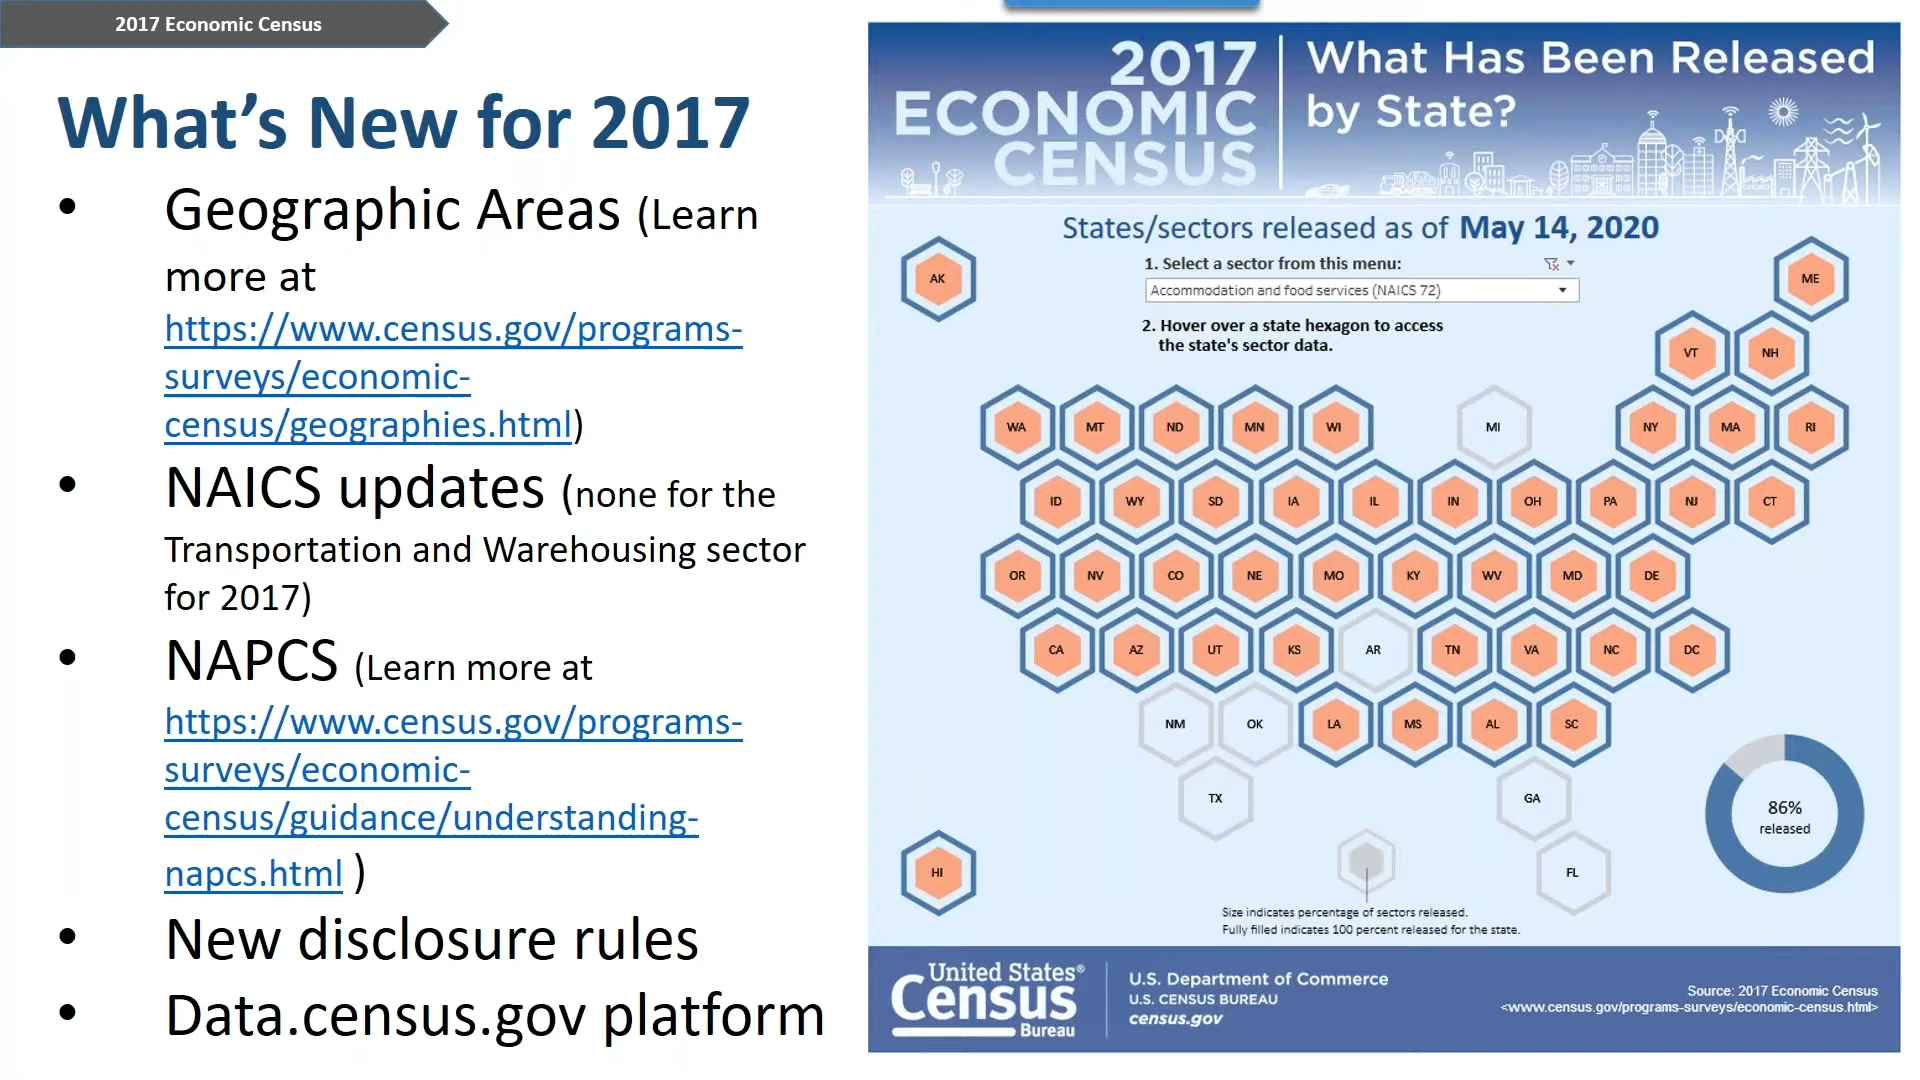 2017 Economic Census
What's New for 2017
• Geographic Areas (Learn
more at
https://www.census.gov/programs-
surveys/economic-
census/geographies.html)
• NAICS updates (none for the
Transportation and Warehousing sector
for 2017)
• NAPCS (Learn more at
https://www.census.gov/programs-
surveys/economic-
census/guidance/understanding-
napcs.html )
• New disclosure rules
• Data.census.gov platform
2017
ECONOMIC
CENSUS
What Has Been Released
by State?
States/sectors released as of May 14, 2020
1. Select a sector from this menu:
Accommodation and food services (NAICS 72)
2. Hover over a state hexagon to access
the state's sector data.
AK ME
VT NH
WA MT ND MN WI MI NY MA RI
ID WY SD IA IL IN OH PA NJ CT
OR NV CO NE MO KY WV MD DE
CA AZ UT KS AR TN VA NC DC
NM OK LA MS AL SC
TX GA
HI FL
86%
released
Size indicates percentage of sectors released.
Fully filled indicates 100 percent released for the state.
United States®
Census
Bureau
U.S. Department of Commerce
U.S. CENSUS BUREAU
census.gov
Source: 2017 Economic Census
<www.census.gov/programs-surveys/economic-census.html>